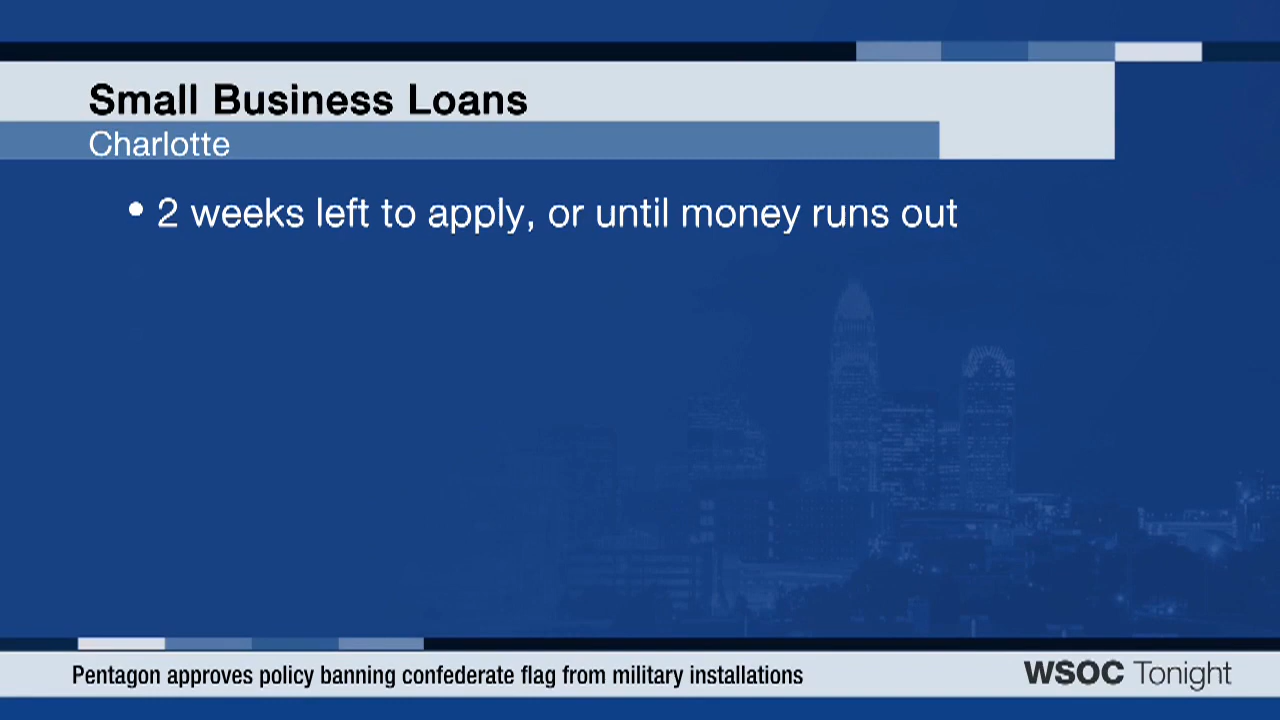 Small Business Loans
Charlotte
• 2 weeks left to apply, or until money runs out
Pentagon approves policy banning confederate flag from military installations
WSOC Tonight